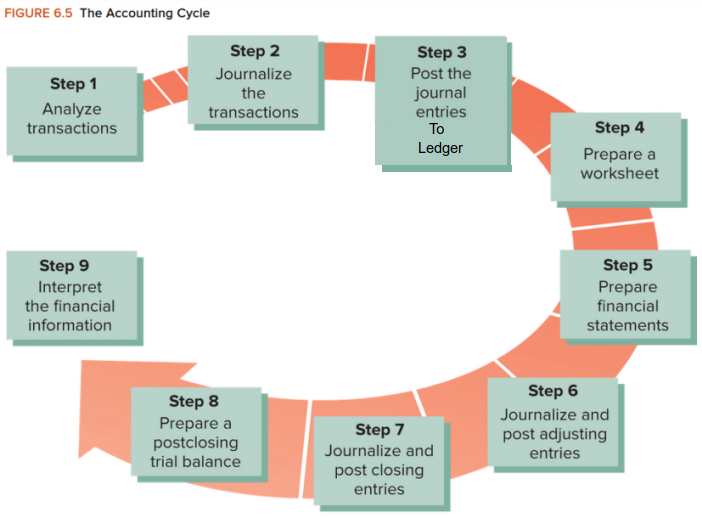 FIGURE 6.5 The Accounting Cycle
Step 1
Analyze
transactions
Step 2
Journalize
the
transactions
Step 3
Post the
journal
entries
To
Ledger
Step 4
Prepare a
worksheet
Step 5
Prepare
financial
statements
Step 6
Journalize and
post adjusting
entries
Step 7
Journalize and
post closing
entries
Step 8
Prepare a
postclosing
trial balance
Step 9
Interpret
the financial
information